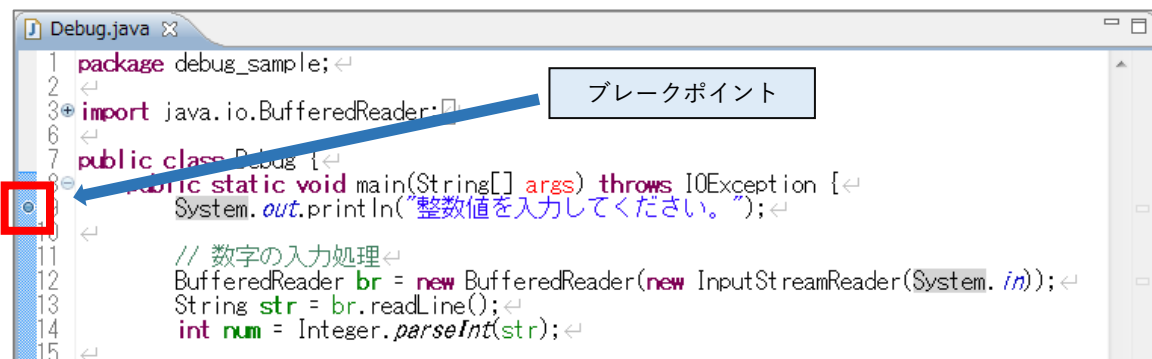 Debug.java
1 package debug_sample;
2
3 import java.io.BufferedReader;
ブレークポイント
6
7 public class Debug {
8 public static void main(String[] args) throws IOException {
9 System.out.println("整数値を入力してください。");
10
11 // 数字の入力処理
12 BufferedReader br = new BufferedReader(new InputStreamReader(System.in));
13 String str = br.readLine();
14 int num = Integer.parseInt(str);
15